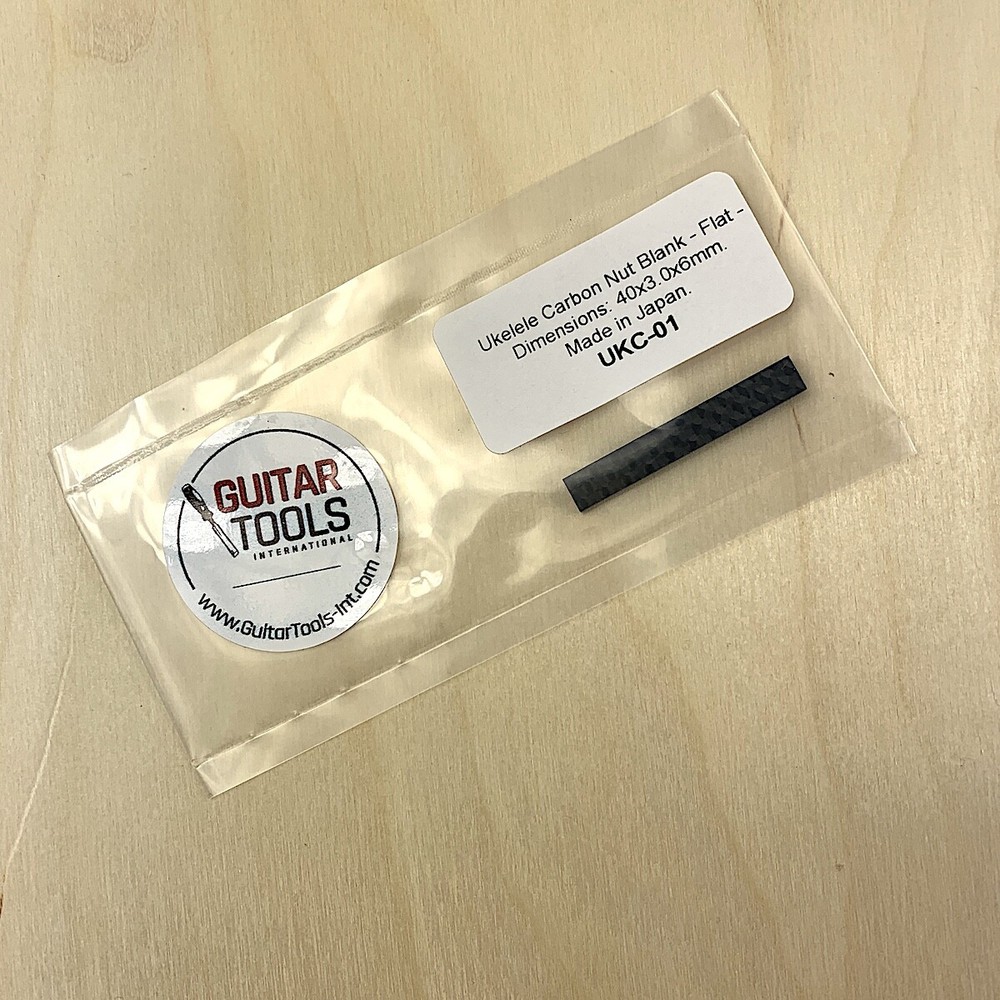 Ukelele Carbon Nut Blank - Flat -
Dimensions: 40x3.0x6mm.
Made in Japan.
UKC-01
GUITAR
TOOLS
INTERNATIONAL
www.GuitarTools-Int.com